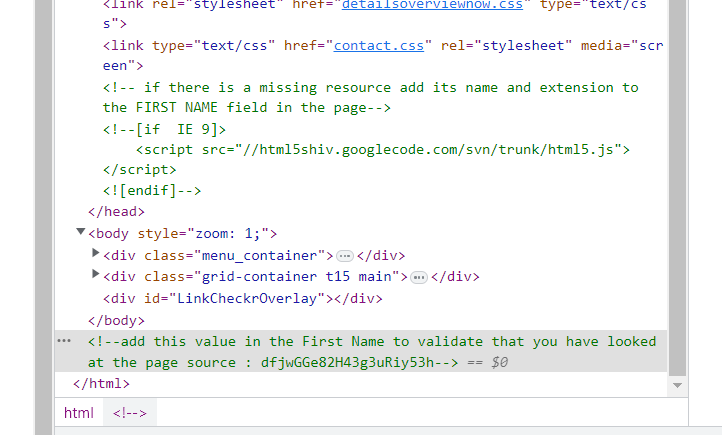 <link rel="stylesheet" href="detailsoverviewnow.css" type="text/cs
s">
<link type="text/css" href="contact.css" rel="stylesheet" media="scr
een">
<!-- if there is a missing resource add its name and extension to
the FIRST NAME field in the page-->
<!--[if  IE 9]>
<script src="//html5shiv.googlecode.com/svn/trunk/html5.js">
</script>
<![endif]-->
</head>
<body style="zoom: 1;">
<div class="menu_container">…</div>
<div class="grid-container t15 main">…</div>
<div id="LinkCheckrOverlay"></div>
</body>
<!--add this value in the First Name to validate that you have looked
at the page source : dfjwGGe82H43g3uRiy53h--> == $0
</html>
html <!-->